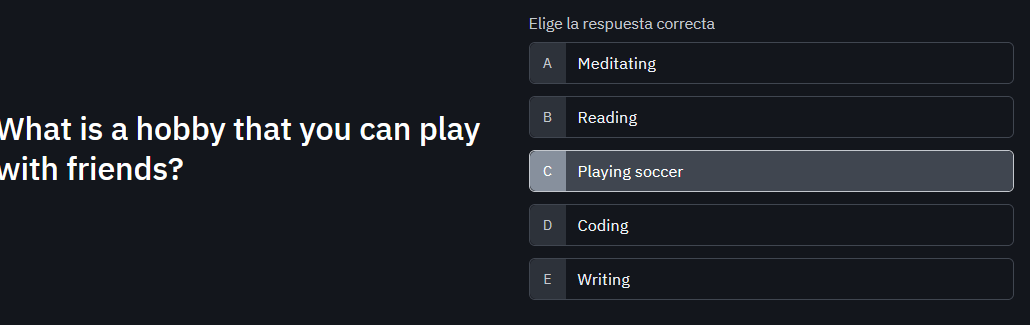 What is a hobby that you can play
with friends?
Elige la respuesta correcta
A Meditating
B Reading
C Playing soccer
D Coding
E Writing